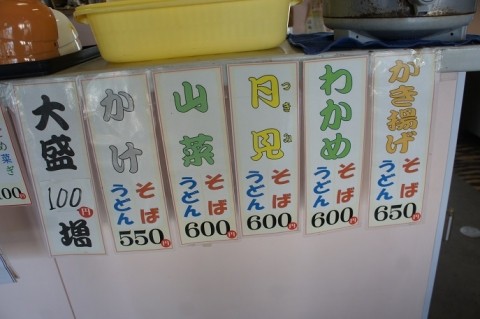 かき揚げ
そば
うどん
650円
わかめ
そば
うどん
600円
月見
つきみ
そば
うどん
600円
山菜
そば
うどん
600円
かけ
そば
うどん
550円
大盛
100円
増